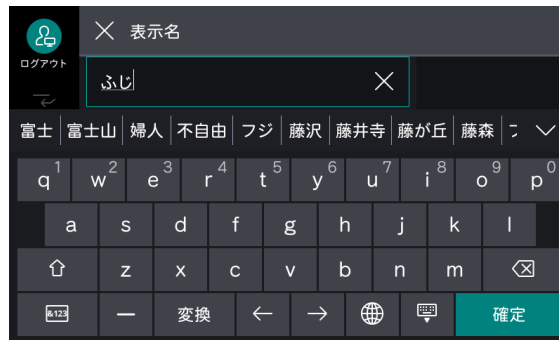 表示名
ログアウト
ふじ
富士 富士山 婦人 不自由 フジ 藤沢 藤井寺 藤が丘 藤森
q 1 w 2 e 3 r 4 t 5 y 6 u 7 i 8 o 9 p 0
a s d f g h j k l
z x c v b n m
&123 ー 変換 ← → 確定